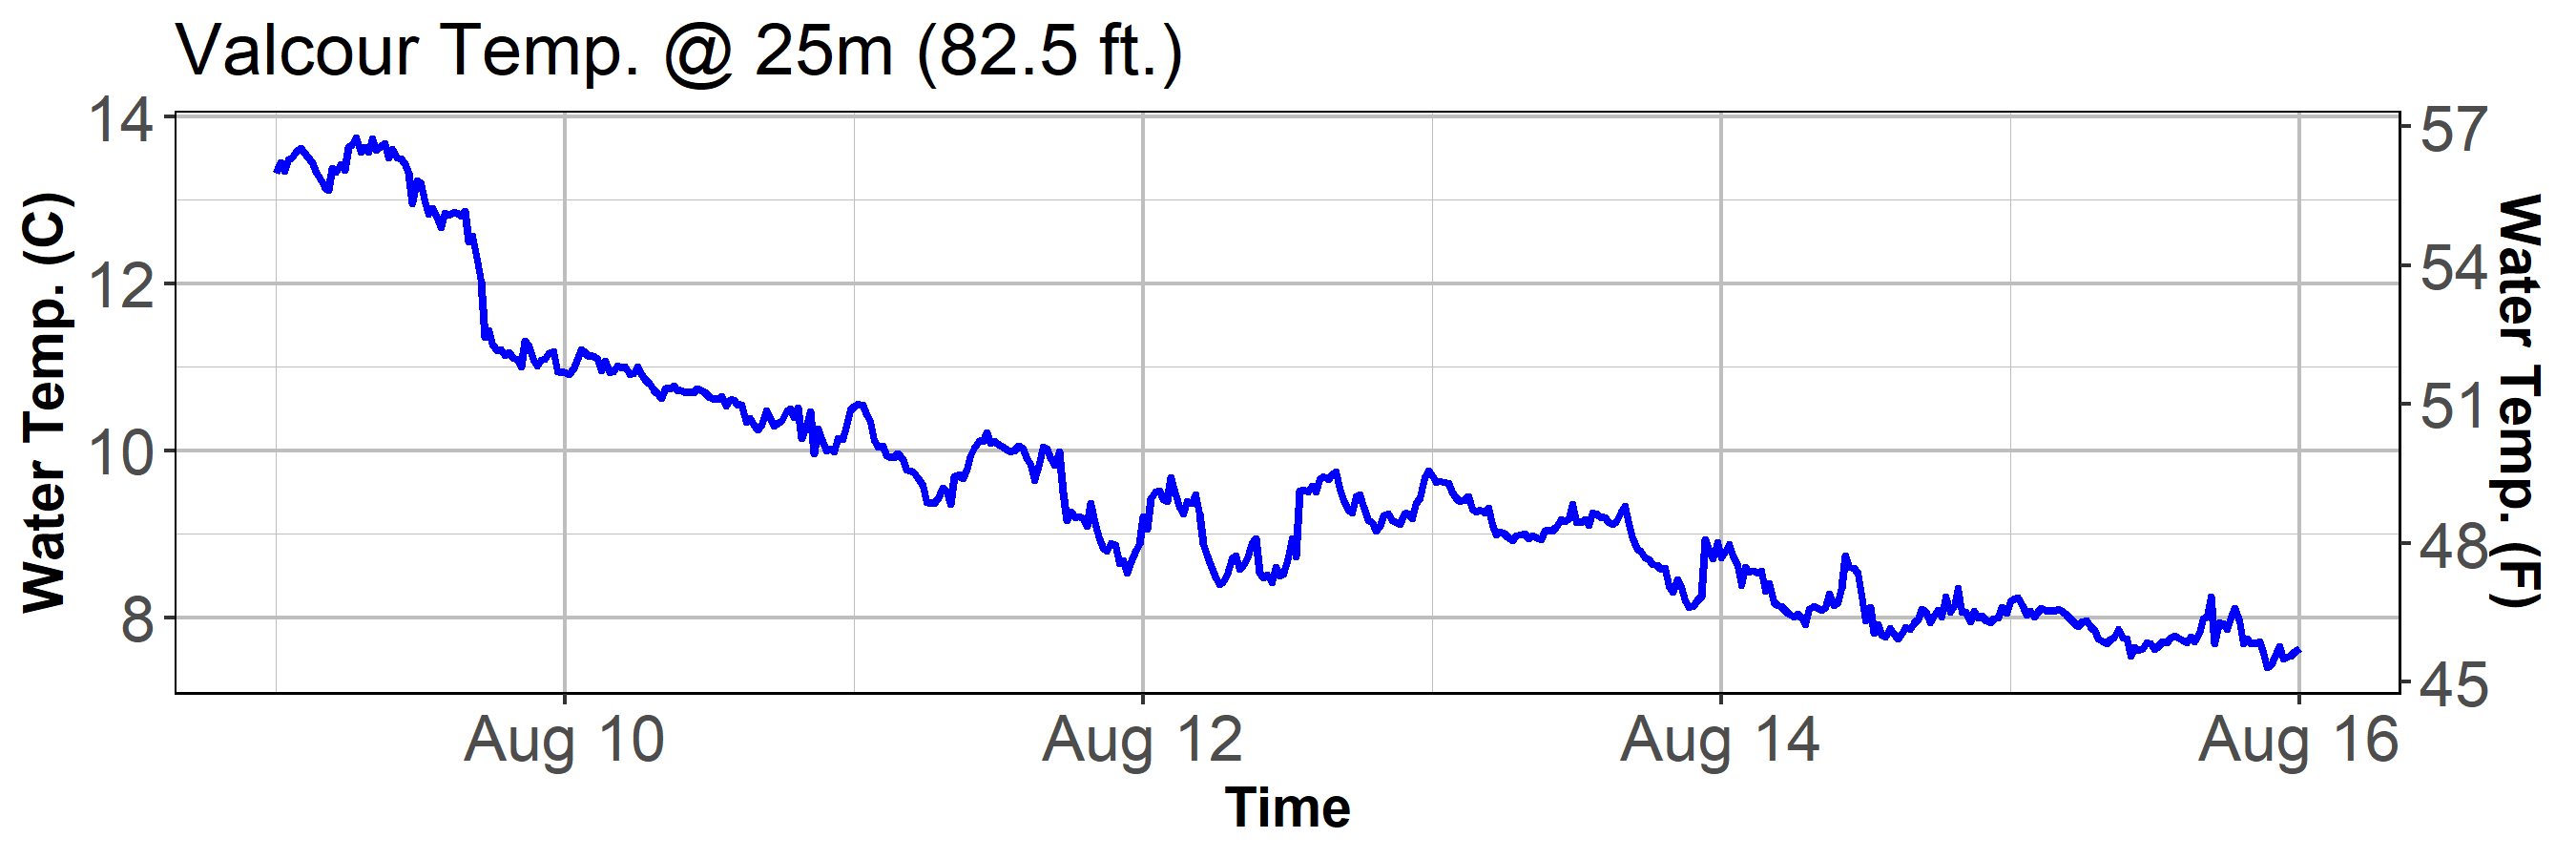 Valcour Temp. @ 25m (82.5 ft.)
Water Temp. (C)
14
12
10
8
57
54
51
48
45
Water Temp. (F)
Aug 10 Aug 12 Aug 14 Aug 16
Time